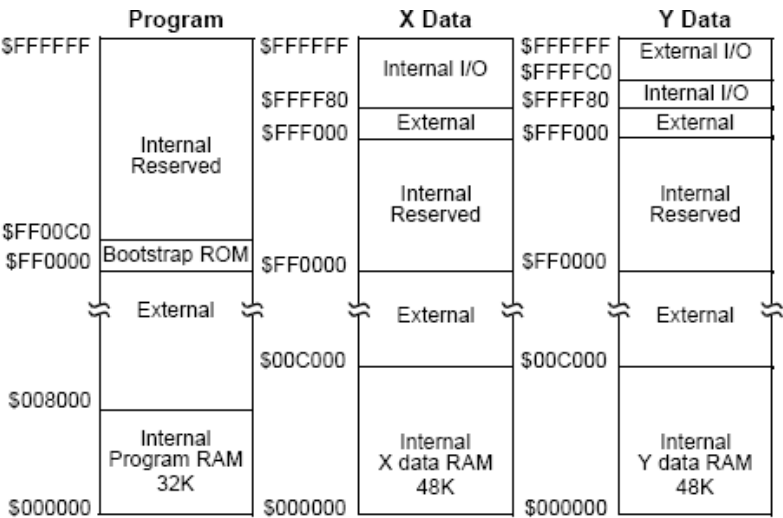 Program
$FFFFFF
Internal
Reserved
$FF00C0
Bootstrap ROM
$FF0000
External
$008000
Internal
Program RAM
32K
$000000
X Data
$FFFFFF
Internal I/O
$FFFF80
External
$FFF000
Internal
Reserved
$FF0000
External
$00C000
Internal
X data RAM
48K
$000000
Y Data
$FFFFFF
External I/O
$FFFFC0
Internal I/O
$FFFF80
External
$FFF000
Internal
Reserved
$FF0000
External
$00C000
Internal
Y data RAM
48K
$000000